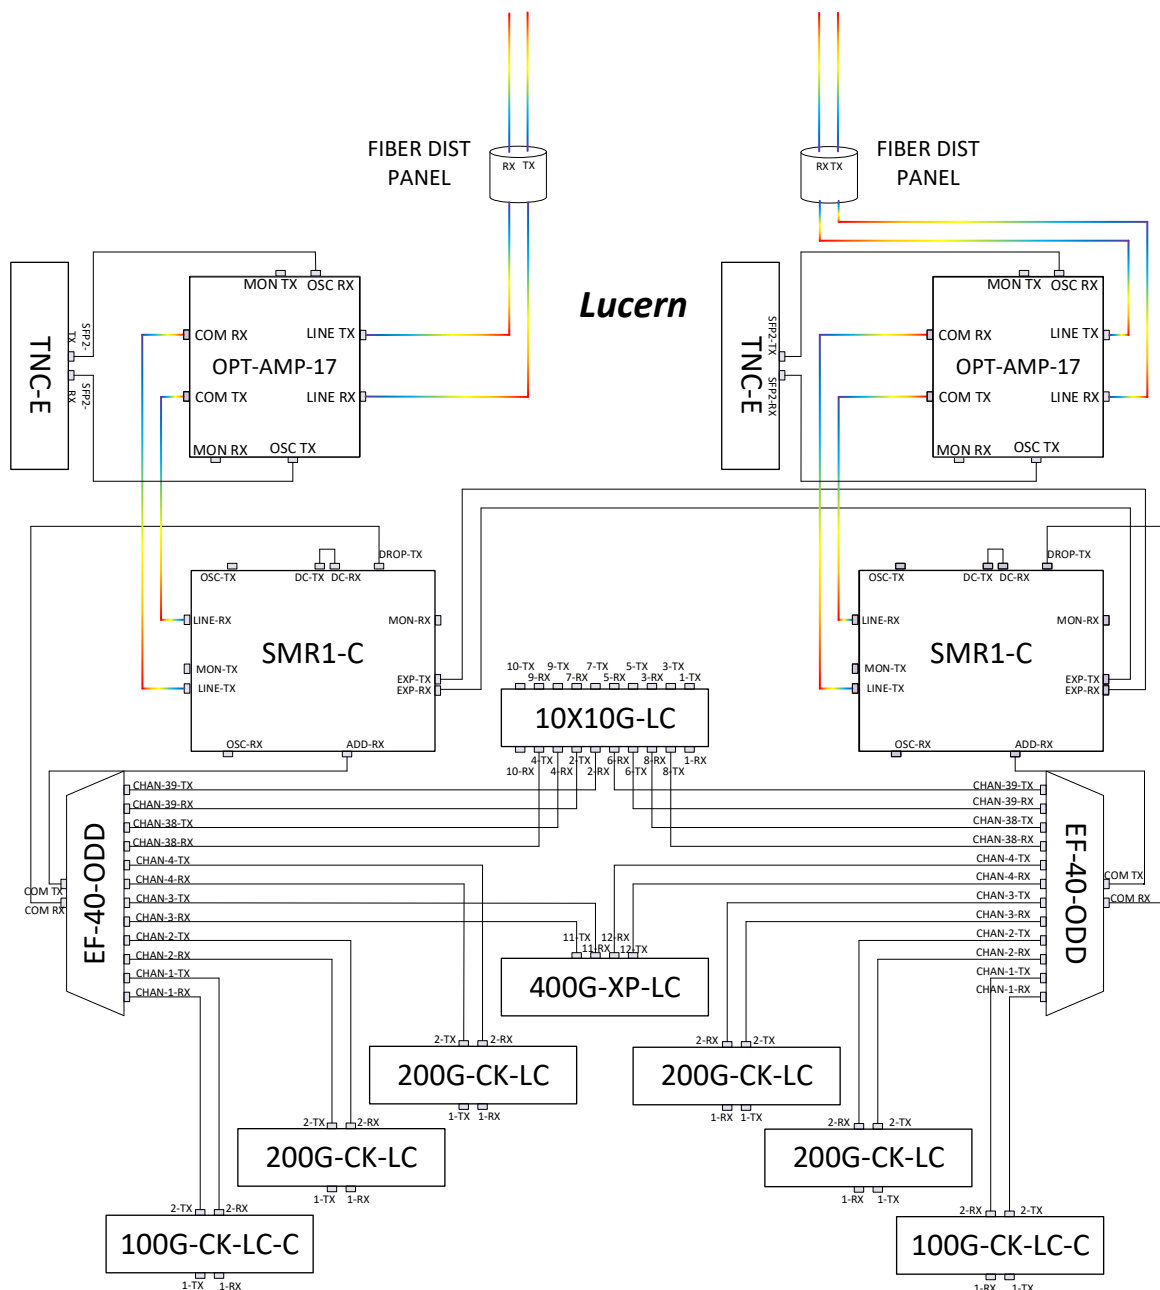 FIBER DIST
PANEL
RX TX
RX TX
FIBER DIST
PANEL
Lucern
TNC-E
SFP2-
TX
SFP2-
RX
MON TX
OSC RX
COM RX
LINE TX
OPT-AMP-17
COM TX
LINE RX
MON RX
OSC TX
TNC-E
SFP2-TX
SFP2-RX
MON TX
OSC RX
COM RX
LINE TX
OPT-AMP-17
COM TX
LINE RX
MON RX
OSC TX
DROP-TX
OSC-TX
DC-TX
DC-RX
LINE-RX
MON-RX
SMR1-C
MON-TX
LINE-TX
EXP-TX
EXP-RX
OSC-RX
ADD-RX
DROP-TX
OSC-TX
DC-TX
DC-RX
LINE-RX
MON-RX
SMR1-C
MON-TX
LINE-TX
EXP-TX
EXP-RX
OSC-RX
ADD-RX
10-TX
9-TX
7-TX
5-TX
3-TX
9-RX
7-RX
5-RX
3-RX
1-TX
10X10G-LC
4-TX
2-TX
6-RX
8-RX
1-RX
10-RX
4-RX
2-RX
6-TX
8-TX
EF-40-ODD
COM TX
COM RX
CHAN-39-TX
CHAN-39-RX
CHAN-38-TX
CHAN-38-RX
CHAN-4-TX
CHAN-4-RX
CHAN-3-TX
CHAN-3-RX
CHAN-2-TX
CHAN-2-RX
CHAN-1-TX
CHAN-1-RX
CHAN-39-TX
CHAN-39-RX
CHAN-38-TX
CHAN-38-RX
CHAN-4-TX
CHAN-4-RX
CHAN-3-TX
CHAN-3-RX
CHAN-2-TX
CHAN-2-RX
CHAN-1-TX
CHAN-1-RX
EF-40-ODD
COM TX
COM RX
11-TX
12-RX
11-RX
12-TX
400G-XP-LC
2-TX
2-RX
200G-CK-LC
1-TX
1-RX
2-RX
2-TX
200G-CK-LC
1-RX
1-TX
2-TX
2-RX
200G-CK-LC
1-TX
1-RX
2-RX
2-TX
200G-CK-LC
1-RX
1-TX
2-TX
2-RX
100G-CK-LC-C
1-TX
1-RX
2-RX
2-TX
100G-CK-LC-C
1-RX
1-TX